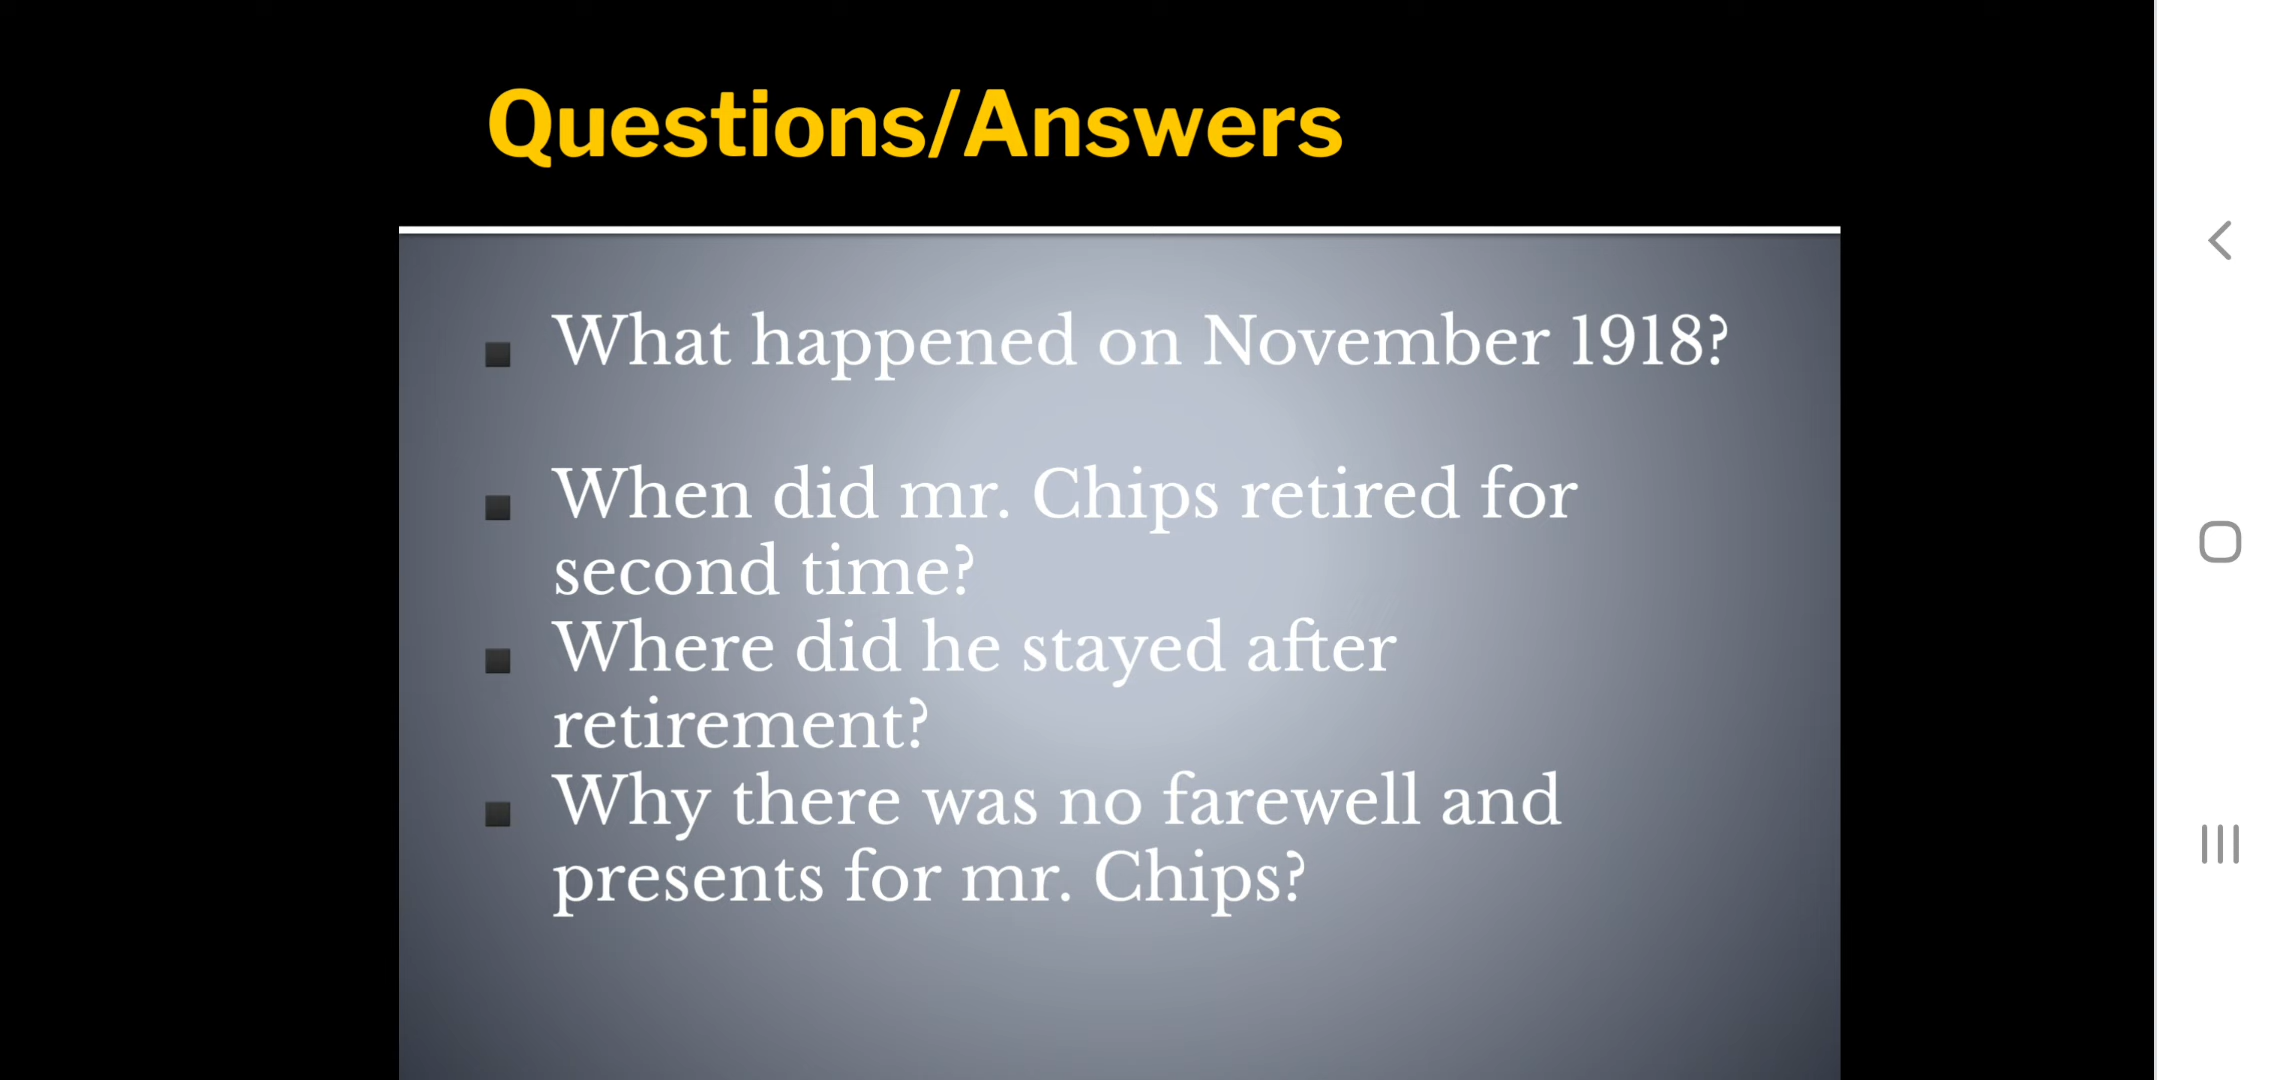 Questions/Answers
What happened on November 1918?
When did mr. Chips retired for
second time?
Where did he stayed after
retirement?
Why there was no farewell and
presents for mr. Chips?